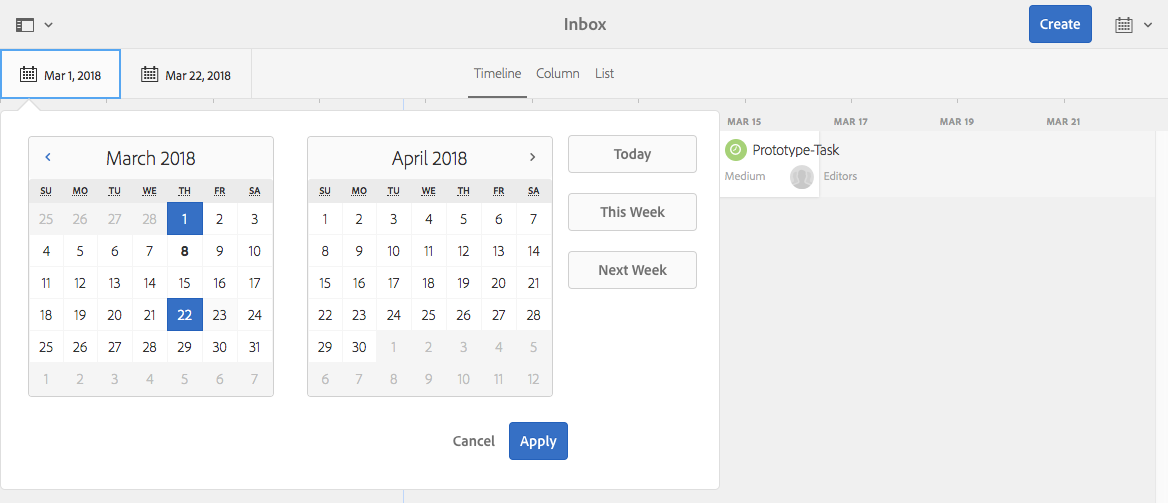 Inbox
Create
Mar 1, 2018 Mar 22, 2018
Timeline Column List
MAR 15 MAR 17 MAR 19 MAR 21
Prototype-Task
Medium Editors
March 2018
SU MO TU WE TH FR SA
25 26 27 28 1 2 3
4 5 6 7 8 9 10
11 12 13 14 15 16 17
18 19 20 21 22 23 24
25 26 27 28 29 30 31
1 2 3 4 5 6 7
April 2018
SU MO TU WE TH FR SA
1 2 3 4 5 6 7
8 9 10 11 12 13 14
15 16 17 18 19 20 21
22 23 24 25 26 27 28
29 30 1 2 3 4 5
6 7 8 9 10 11 12
Today
This Week
Next Week
Cancel Apply